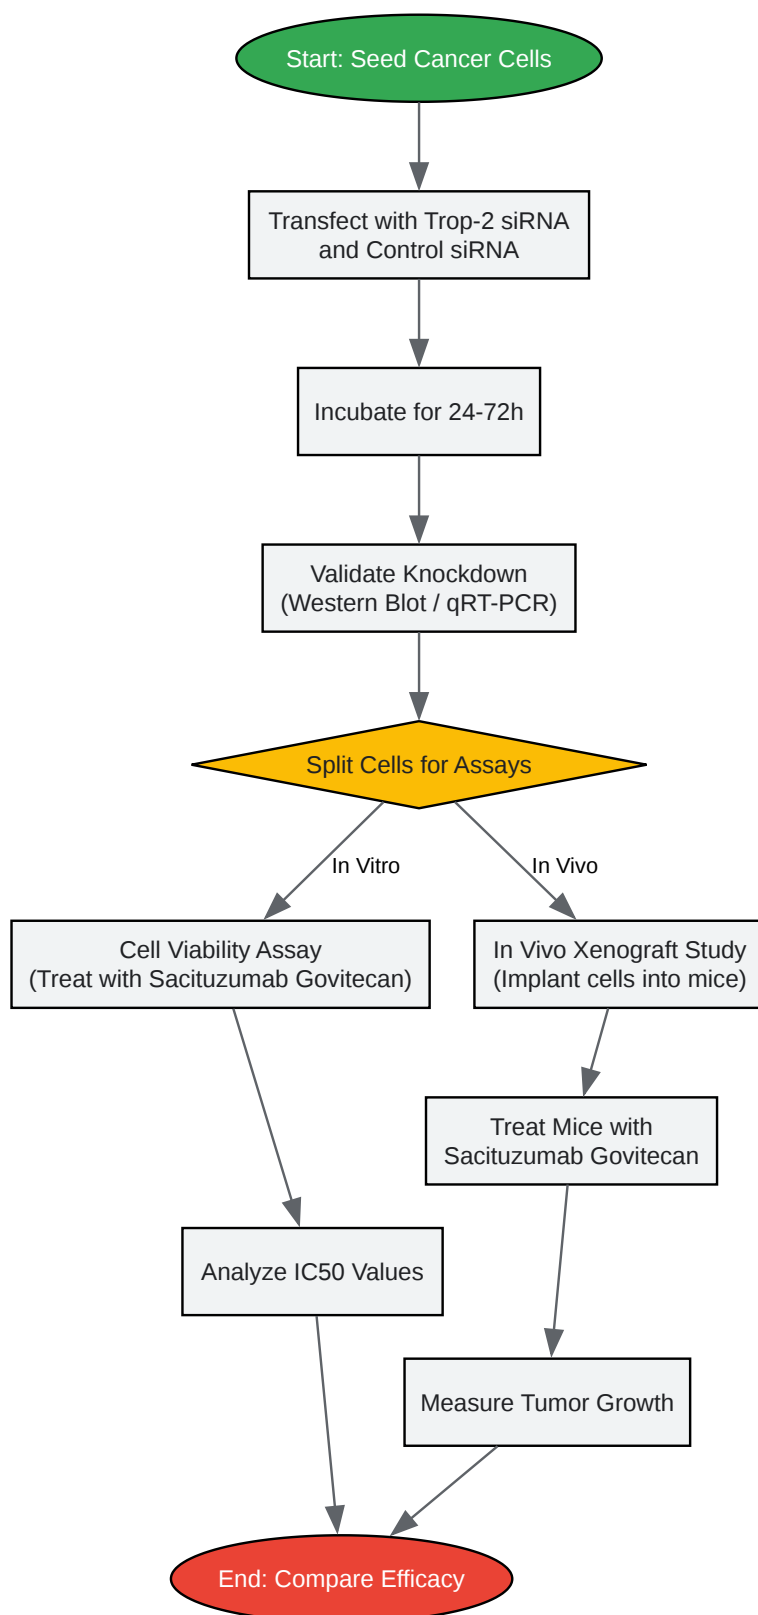 Start: Seed Cancer Cells
Transfect with Trop-2 siRNA
and Control siRNA
Incubate for 24-72h
Validate Knockdown
(Western Blot / qRT-PCR)
Split Cells for Assays
In Vitro
In Vivo
Cell Viability Assay
(Treat with Sacituzumab Govitecan)
In Vivo Xenograft Study
(Implant cells into mice)
Treat Mice with
Sacituzumab Govitecan
Analyze IC50 Values
Measure Tumor Growth
End: Compare Efficacy